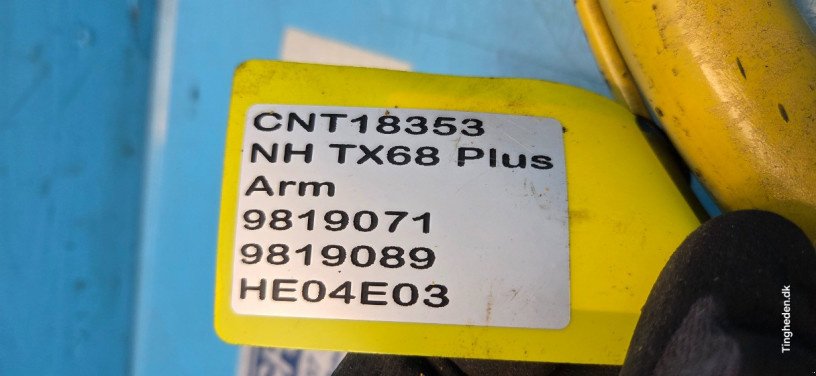 CNT18353
NH TX68 Plus
Arm
9819071
9819089
HE04E03
Tingheden.dk